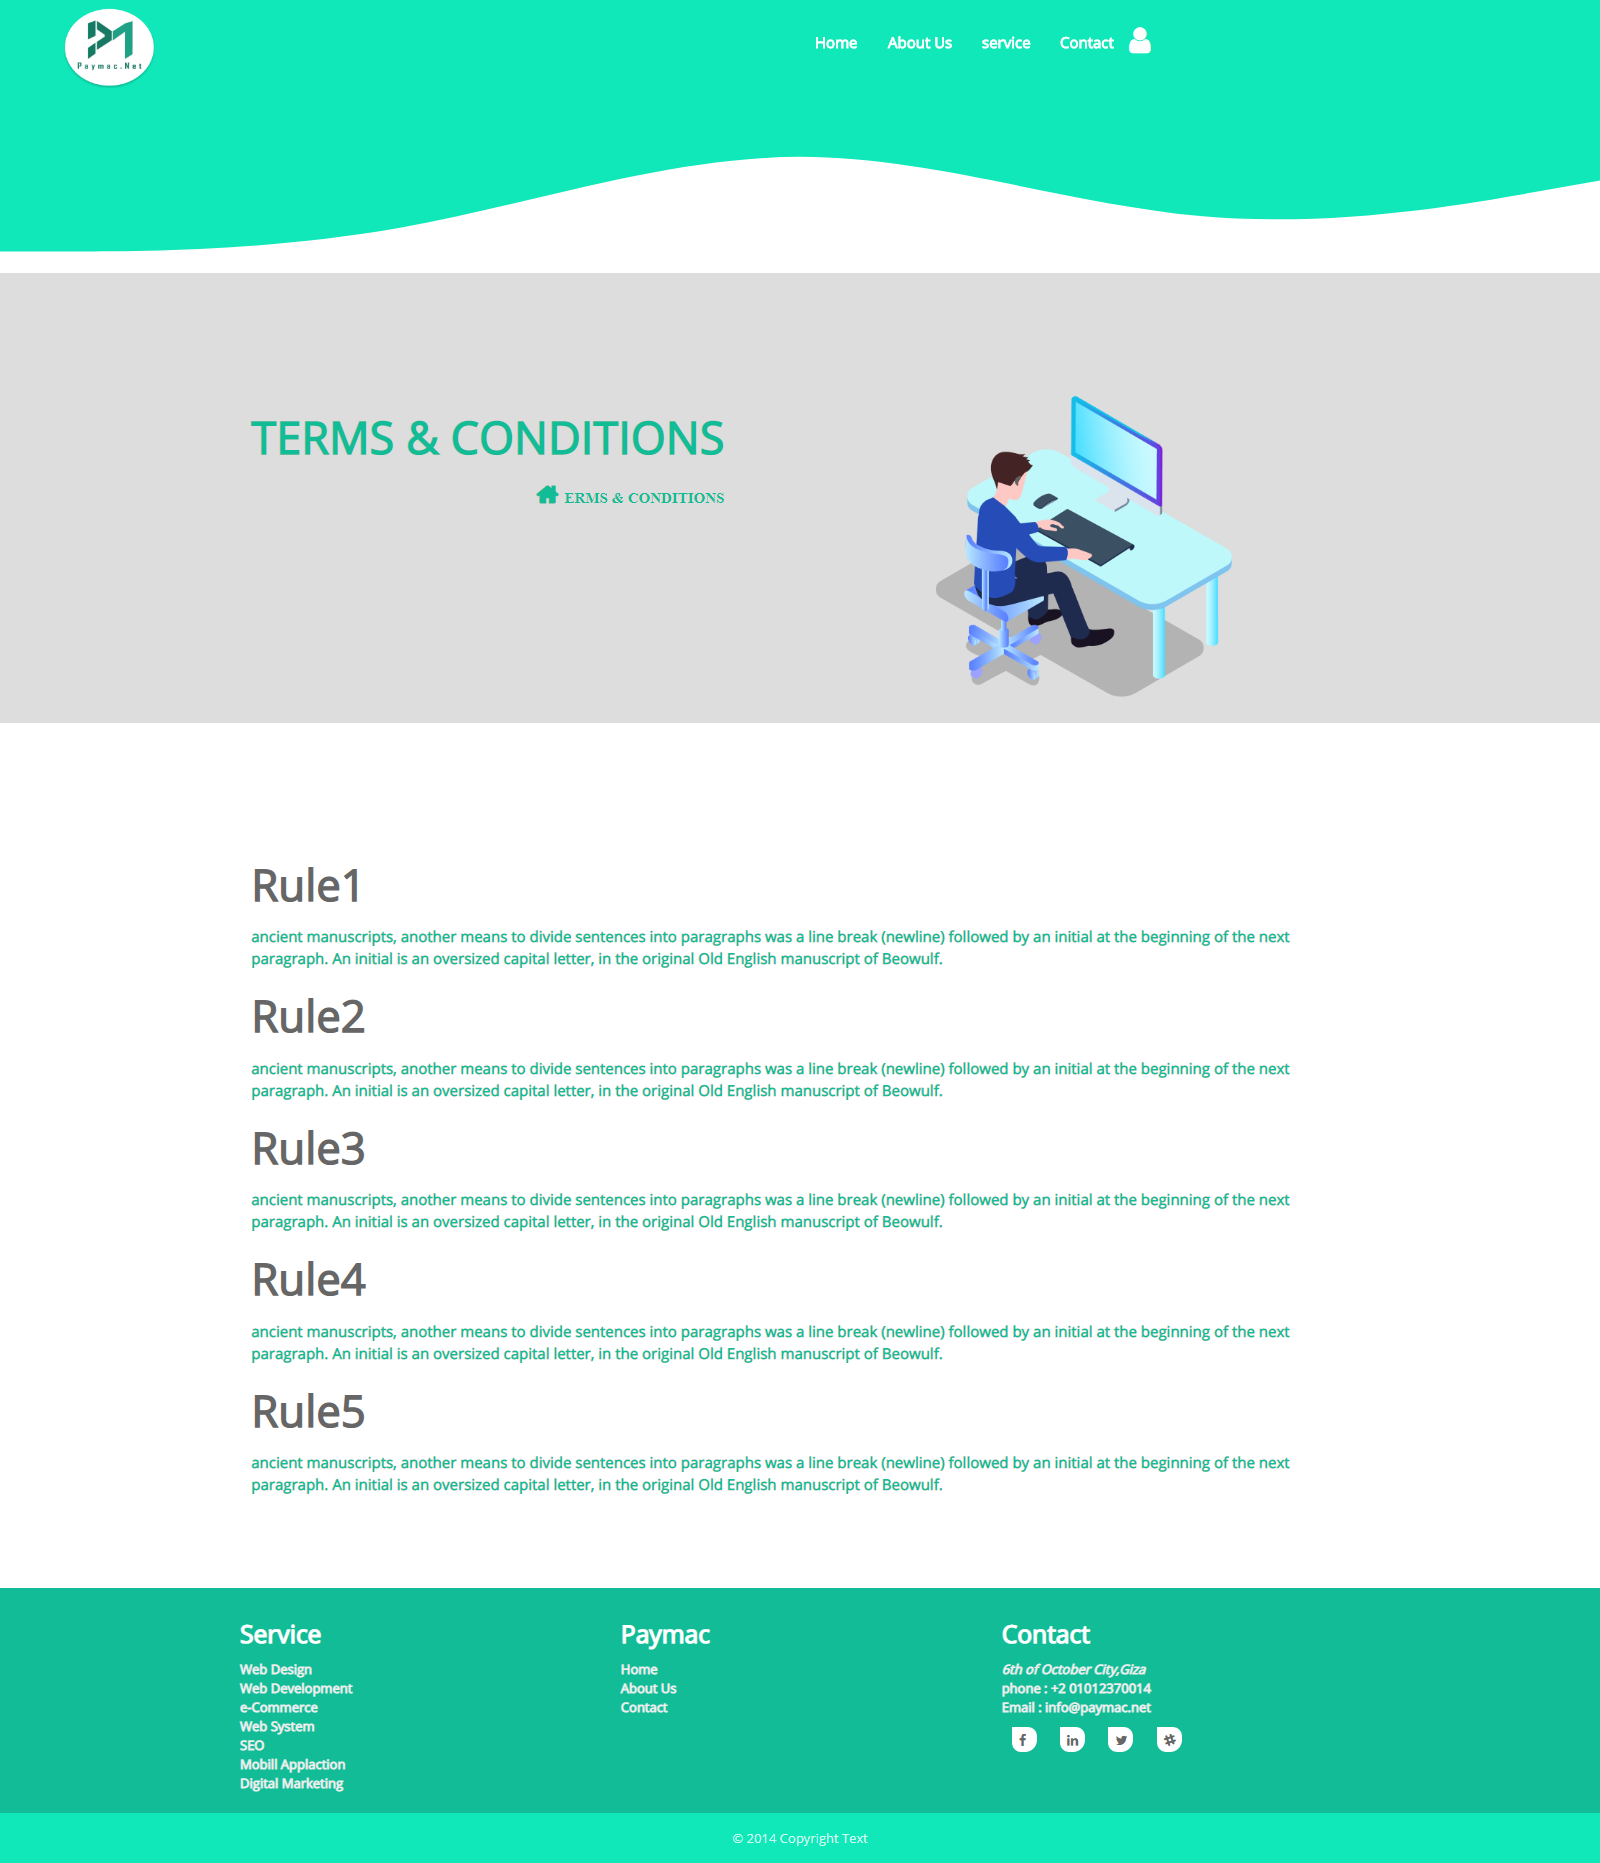 Paymac.Net
Home About Us service Contact
TERMS & CONDITIONS
ERMS & CONDITIONS
Rule1
ancient manuscripts, another means to divide sentences into paragraphs was a line break (newline) followed by an initial at the beginning of the next
paragraph. An initial is an oversized capital letter, in the original Old English manuscript of Beowulf.
Rule2
ancient manuscripts, another means to divide sentences into paragraphs was a line break (newline) followed by an initial at the beginning of the next
paragraph. An initial is an oversized capital letter, in the original Old English manuscript of Beowulf.
Rule3
ancient manuscripts, another means to divide sentences into paragraphs was a line break (newline) followed by an initial at the beginning of the next
paragraph. An initial is an oversized capital letter, in the original Old English manuscript of Beowulf.
Rule4
ancient manuscripts, another means to divide sentences into paragraphs was a line break (newline) followed by an initial at the beginning of the next
paragraph. An initial is an oversized capital letter, in the original Old English manuscript of Beowulf.
Rule5
ancient manuscripts, another means to divide sentences into paragraphs was a line break (newline) followed by an initial at the beginning of the next
paragraph. An initial is an oversized capital letter, in the original Old English manuscript of Beowulf.
Service
Web Design
Web Development
e-Commerce
Web System
SEO
Mobill Applaction
Digital Marketing
Paymac
Home
About Us
Contact
Contact
6th of October City,Giza
phone : +2 01012370014
Email : info@paymac.net
© 2014 Copyright Text